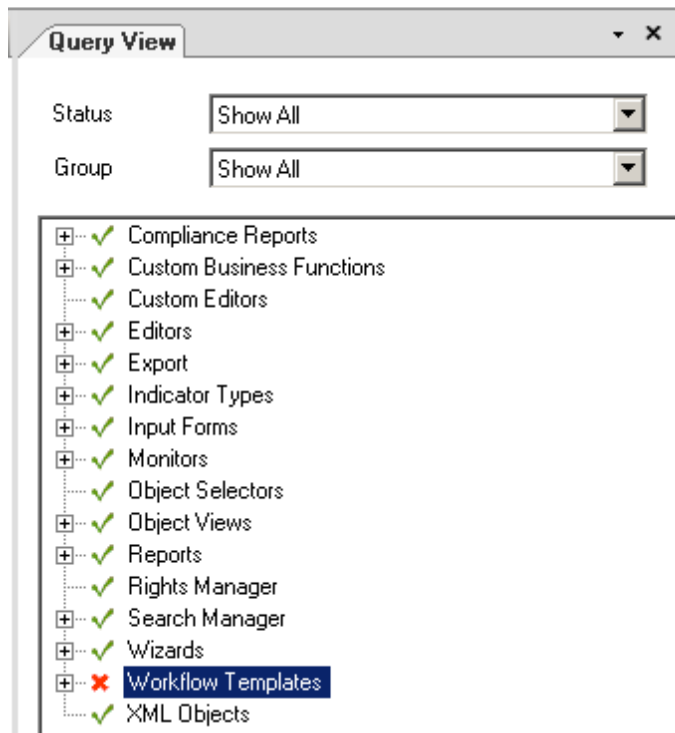 Query View
Status Show All
Group Show All
Compliance Reports
Custom Business Functions
Custom Editors
Editors
Export
Indicator Types
Input Forms
Monitors
Object Selectors
Object Views
Reports
Rights Manager
Search Manager
Wizards
Workflow Templates
XML Objects